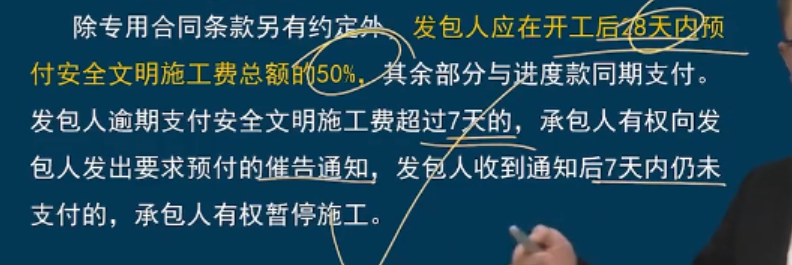 除专用合同条款另有约定外，发包人应在开工后28天内预
付安全文明施工费总额的50%，其余部分与进度款同期支付。
发包人逾期支付安全文明施工费超过7天的，承包人有权向发
包人发出要求预付的催告通知，发包人收到通知后7天内仍未
支付的，承包人有权暂停施工。